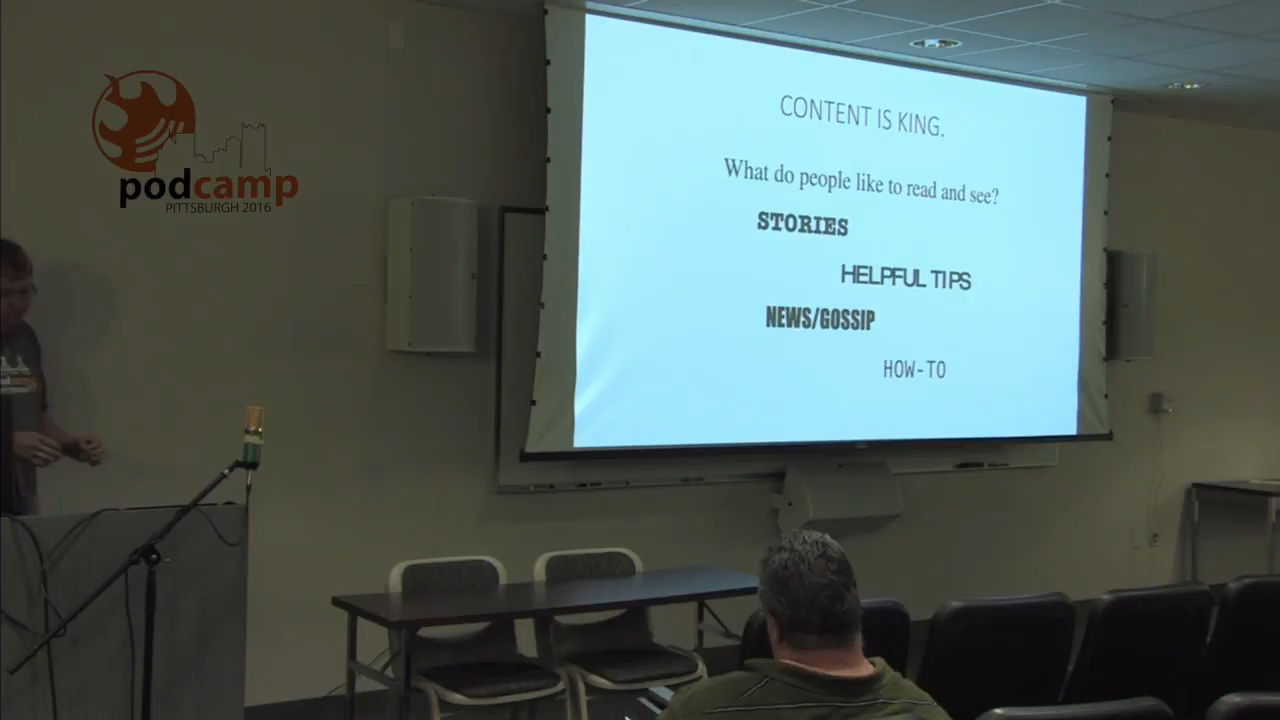 podcamp
PITTSBURGH 2016
CONTENT IS KING.
What do people like to read and see?
STORIES
HELPFUL TIPS
NEWS/GOSSIP
HOW-TO